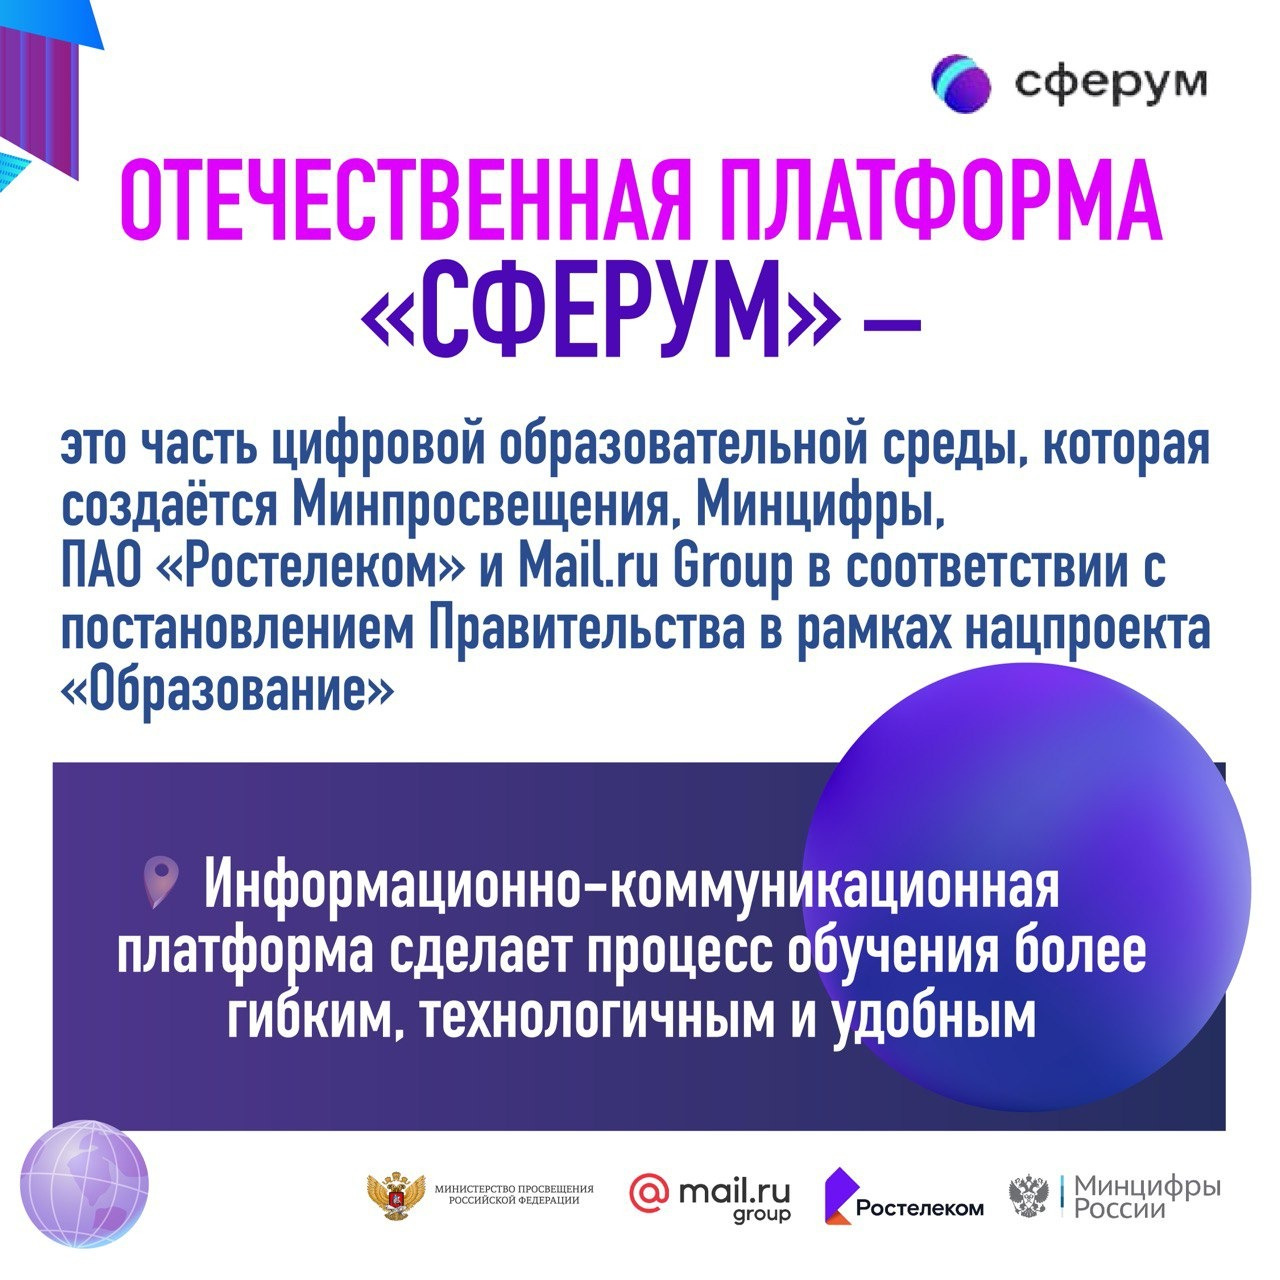 сферум
ОТЕЧЕСТВЕННАЯ ПЛАТФОРМА
«СФЕРУМ» –
это часть цифровой образовательной среды, которая
создаётся Минпросвещения, Минцифры,
ПАО «Ростелеком» и Mail.ru Group в соответствии с
постановлением Правительства в рамках нацпроекта
«Образование»
Информационно-коммуникационная
платформа сделает процесс обучения более
гибким, технологичным и удобным
МИНИСТЕРСТВО ПРОСВЕЩЕНИЯ
РОССИЙСКОЙ ФЕДЕРАЦИИ
@mail.ru
group
Ростелеком
Минцифры
России